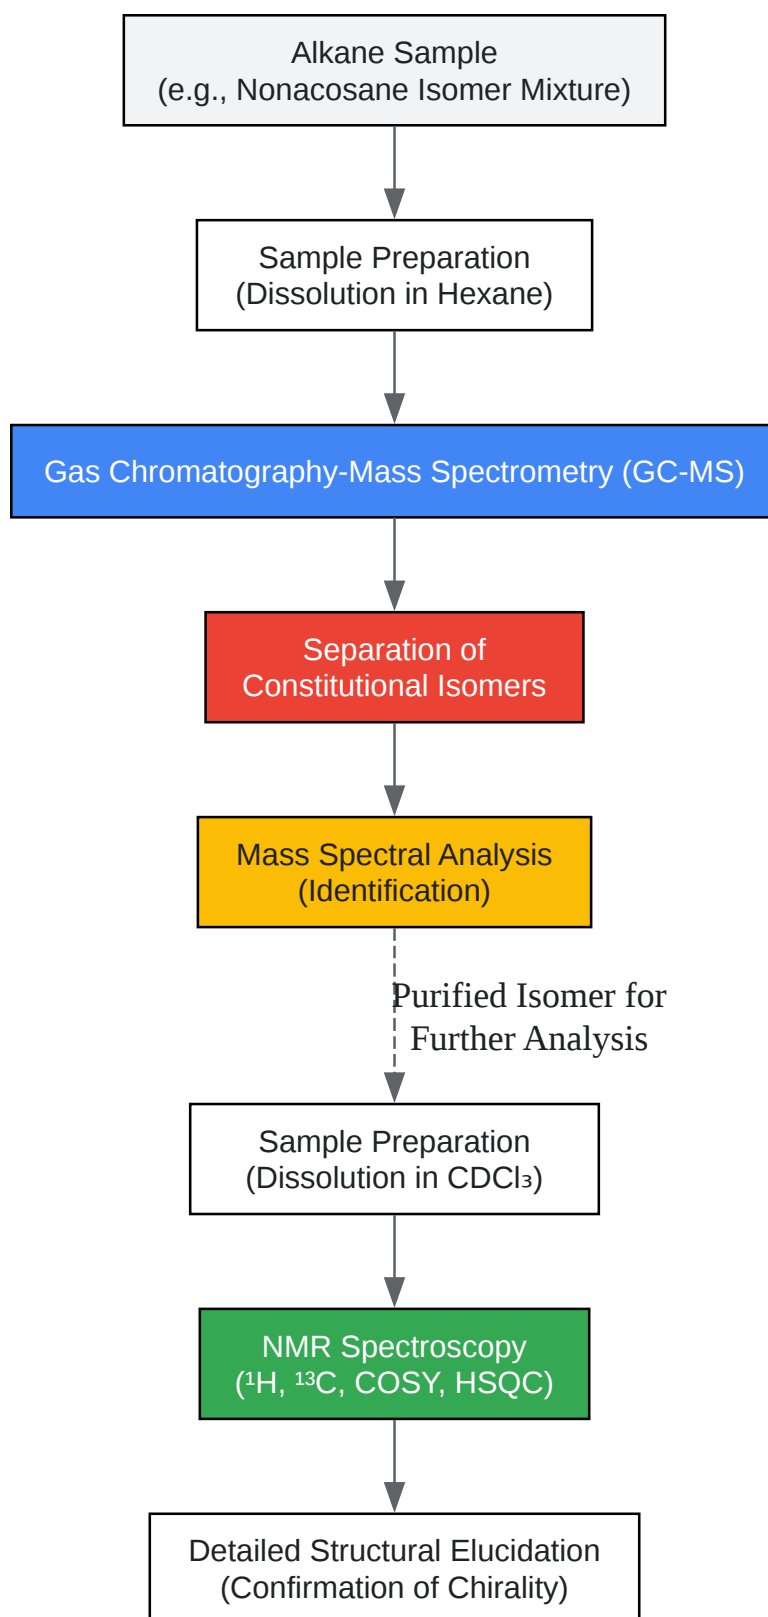 Alkane Sample
(e.g., Nonacosane Isomer Mixture)
Sample Preparation
(Dissolution in Hexane)
Gas Chromatography-Mass Spectrometry (GC-MS)
Separation of
Constitutional Isomers
Mass Spectral Analysis
(Identification)
Purified Isomer for
Further Analysis
Sample Preparation
(Dissolution in CDCl₃)
NMR Spectroscopy
(¹H, ¹³C, COSY, HSQC)
Detailed Structural Elucidation
(Confirmation of Chirality)